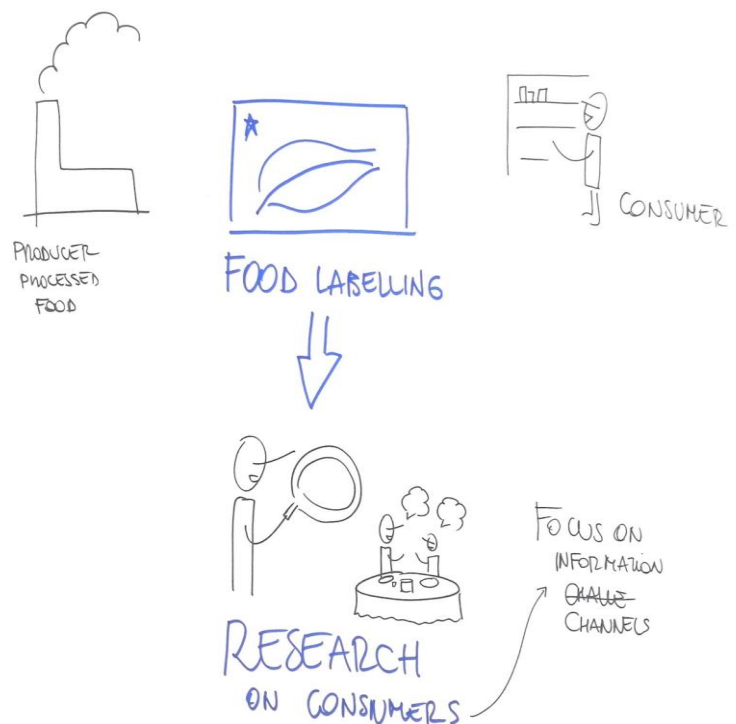 PRODUCER
PROCESSED
FOOD
FOOD LABELLING
CONSUMER
RESEARCH
ON CONSUMERS
FOCUS ON
INFORMATION
CHANNELS